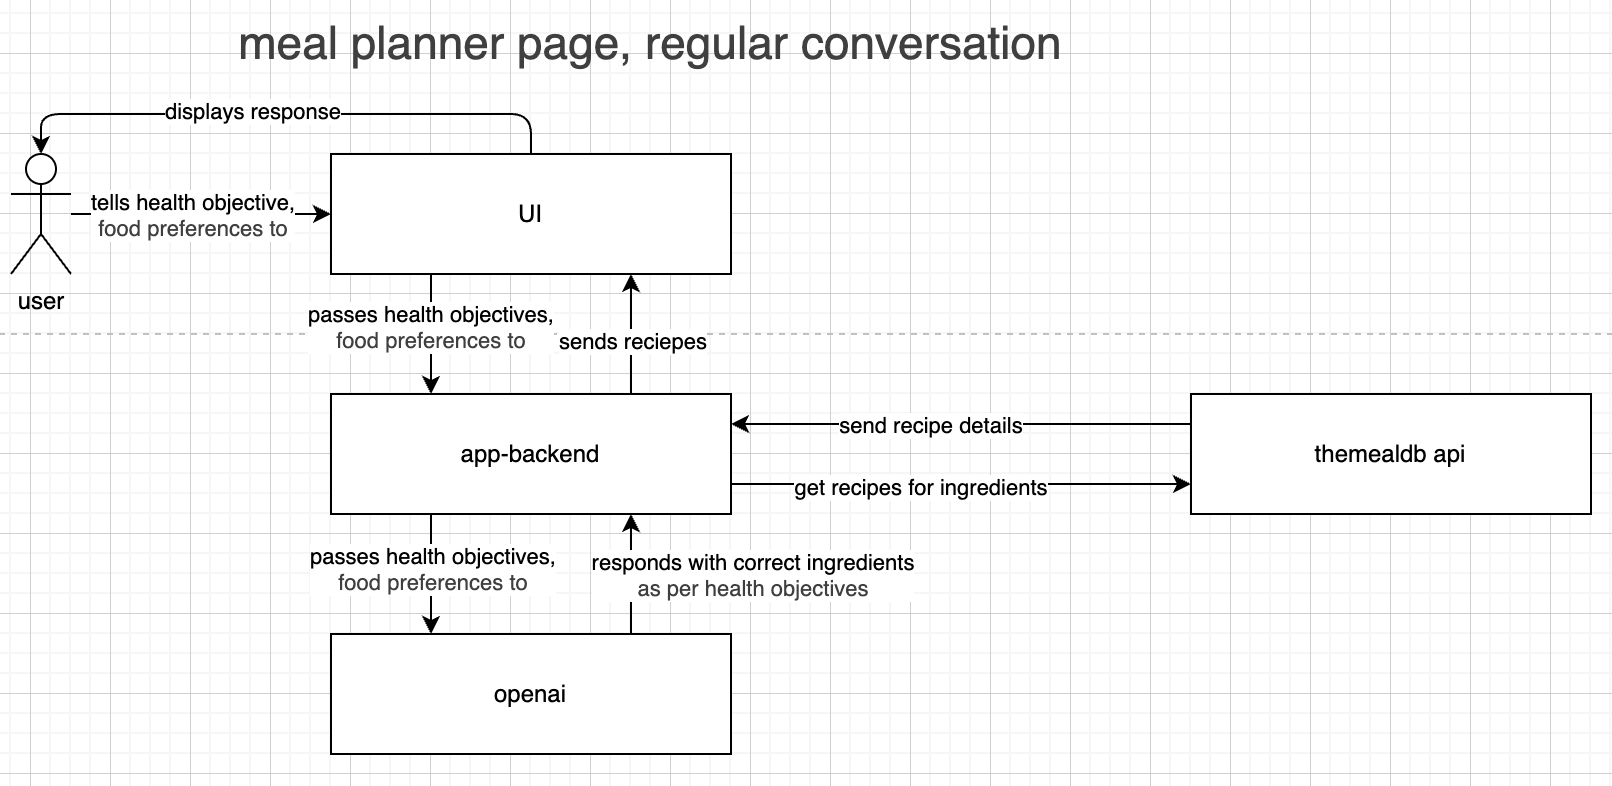 meal planner page, regular conversation
displays response
tells health objective,
food preferences to
UI
user
passes health objectives,
food preferences to
sends reciepes
app-backend
send recipe details
get recipes for ingredients
themealdb api
passes health objectives,
food preferences to
responds with correct ingredients
as per health objectives
openai